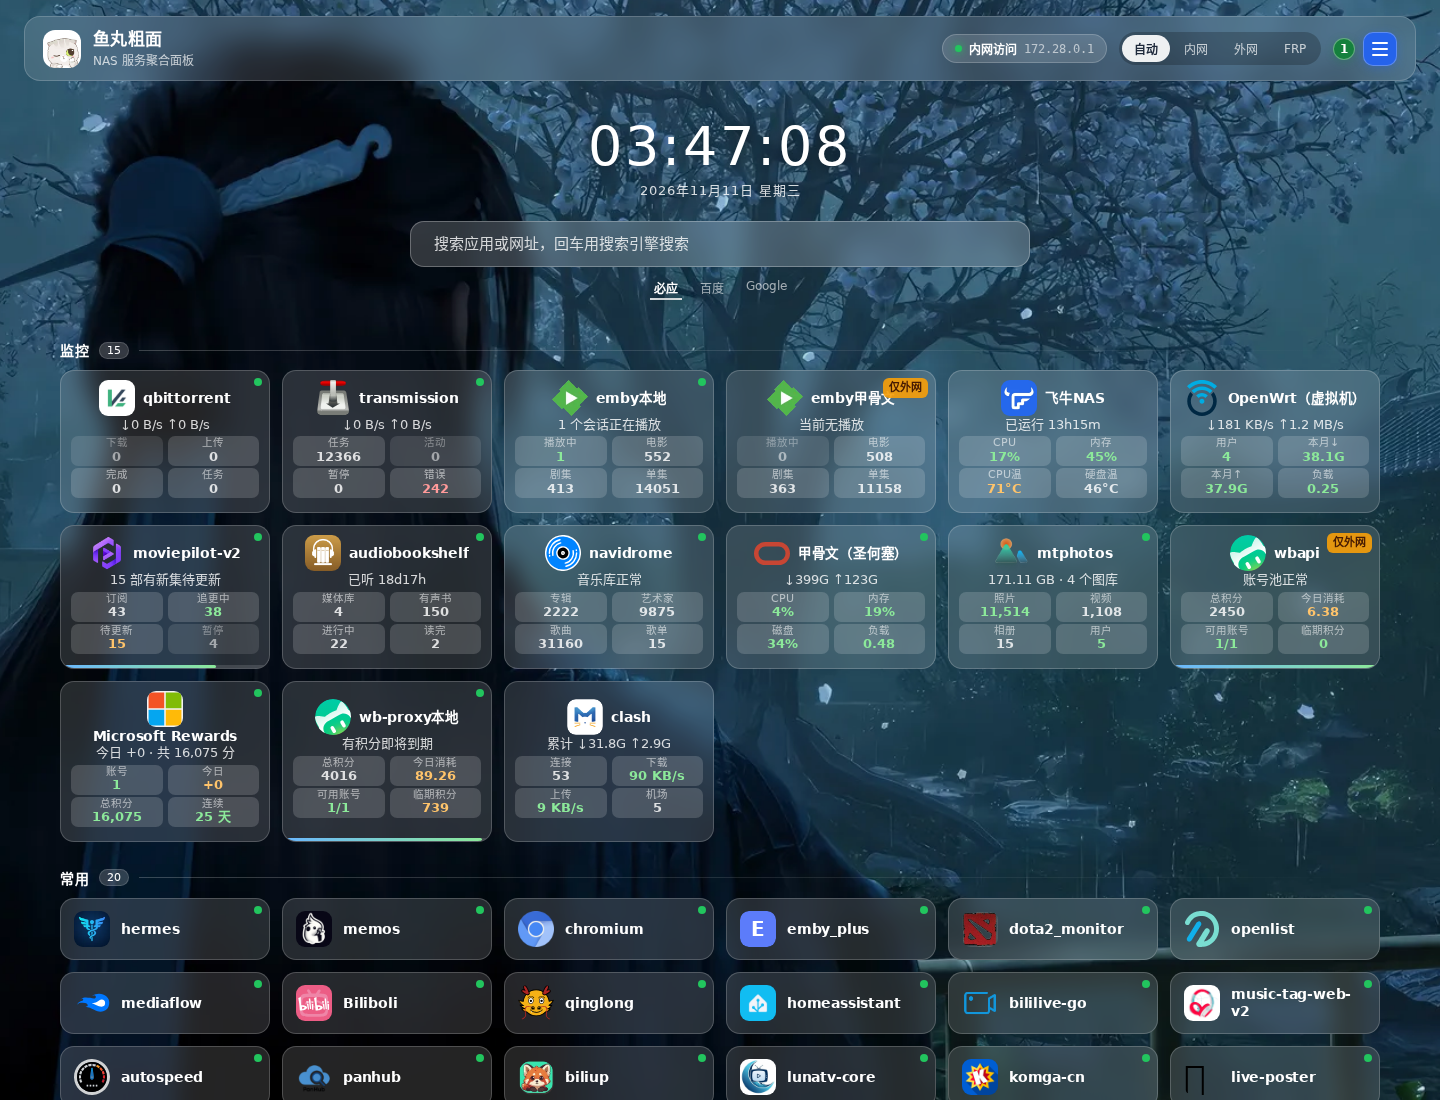 鱼丸粗面
NAS 服务聚合面板
内网访问 172.28.0.1
自动 内网 外网 FRP
1
03:47:08
2026年11月11日 星期三
搜索应用或网址，回车用搜索引擎搜索
必应 百度 Google
监控 15
qbittorrent
↓0 B/s ↑0 B/s
下载 上传
0 0
完成 任务
0 0
transmission
↓0 B/s ↑0 B/s
任务 活动
12366 0
暂停 错误
0 242
emby本地
1 个会话正在播放
播放中 电影
1 552
剧集 单集
413 14051
仅外网
emby甲骨文
当前无播放
播放中 电影
0 508
剧集 单集
363 11158
飞牛NAS
已运行 13h15m
CPU 内存
17% 45%
CPU温 硬盘温
71°C 46°C
OpenWrt（虚拟机）
↓181 KB/s ↑1.2 MB/s
用户 本月↓
4 38.1G
本月↑ 负载
37.9G 0.25
moviepilot-v2
15 部有新集待更新
订阅 追更中
43 38
待更新 暂停
15 4
audiobookshelf
已听 18d17h
媒体库 有声书
4 150
进行中 读完
22 2
navidrome
音乐库正常
专辑 艺术家
2222 9875
歌曲 歌单
31160 15
甲骨文（圣何塞）
↓399G ↑123G
CPU 内存
4% 19%
磁盘 负载
34% 0.48
mtphotos
171.11 GB · 4 个图库
照片 视频
11,514 1,108
相册 用户
15 5
仅外网
wbapi
账号池正常
总积分 今日消耗
2450 6.38
可用账号 临期积分
1/1 0
Microsoft Rewards
今日 +0 · 共 16,075 分
账号 今日
1 +0
总积分 连续
16,075 25 天
wb-proxy本地
有积分即将到期
总积分 今日消耗
4016 89.26
可用账号 临期积分
1/1 739
clash
累计 ↓31.8G ↑2.9G
连接 下载
53 90 KB/s
上传 机场
9 KB/s 5
常用 20
hermes
memos
chromium
E
emby_plus
dota2_monitor
openlist
mediaflow
bilibili
Biliboli
qinglong
homeassistant
bililive-go
music-tag-web-
v2
autospeed
panhub
biliup
lunatv-core
K
komga-cn
live-poster